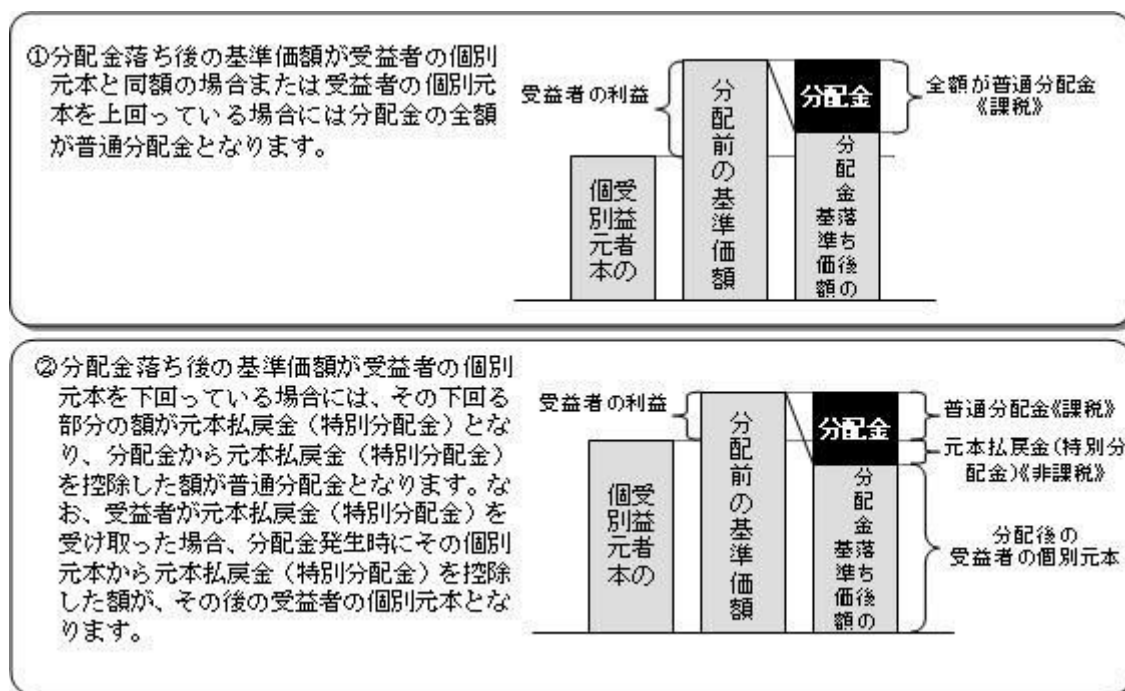 ①分配金落ち後の基準価額が受益者の個別
元本と同額の場合または受益者の個別元
本を上回っている場合には分配金の全額
が普通分配金となります。
受益者の利益
受益者の
個別元本
分配前の基準価額
分配金
分配金落ち後の
基準価額
全額が普通分配金
《課税》
②分配金落ち後の基準価額が受益者の個別
元本を下回っている場合には、その下回る
部分の額が元本払戻金（特別分配金）とな
り、分配金から元本払戻金（特別分配金）
を控除した額が普通分配金となります。な
お、受益者が元本払戻金（特別分配金）を
受け取った場合、分配金発生時にその個別
元本から元本払戻金（特別分配金）を控除
した額が、その後の受益者の個別元本とな
ります。
受益者の利益
受益者の
個別元本
分配前の基準価額
分配金
分配金落ち後の
基準価額
普通分配金《課税》
元本払戻金（特別分
配金）《非課税》
分配後の
受益者の個別元本